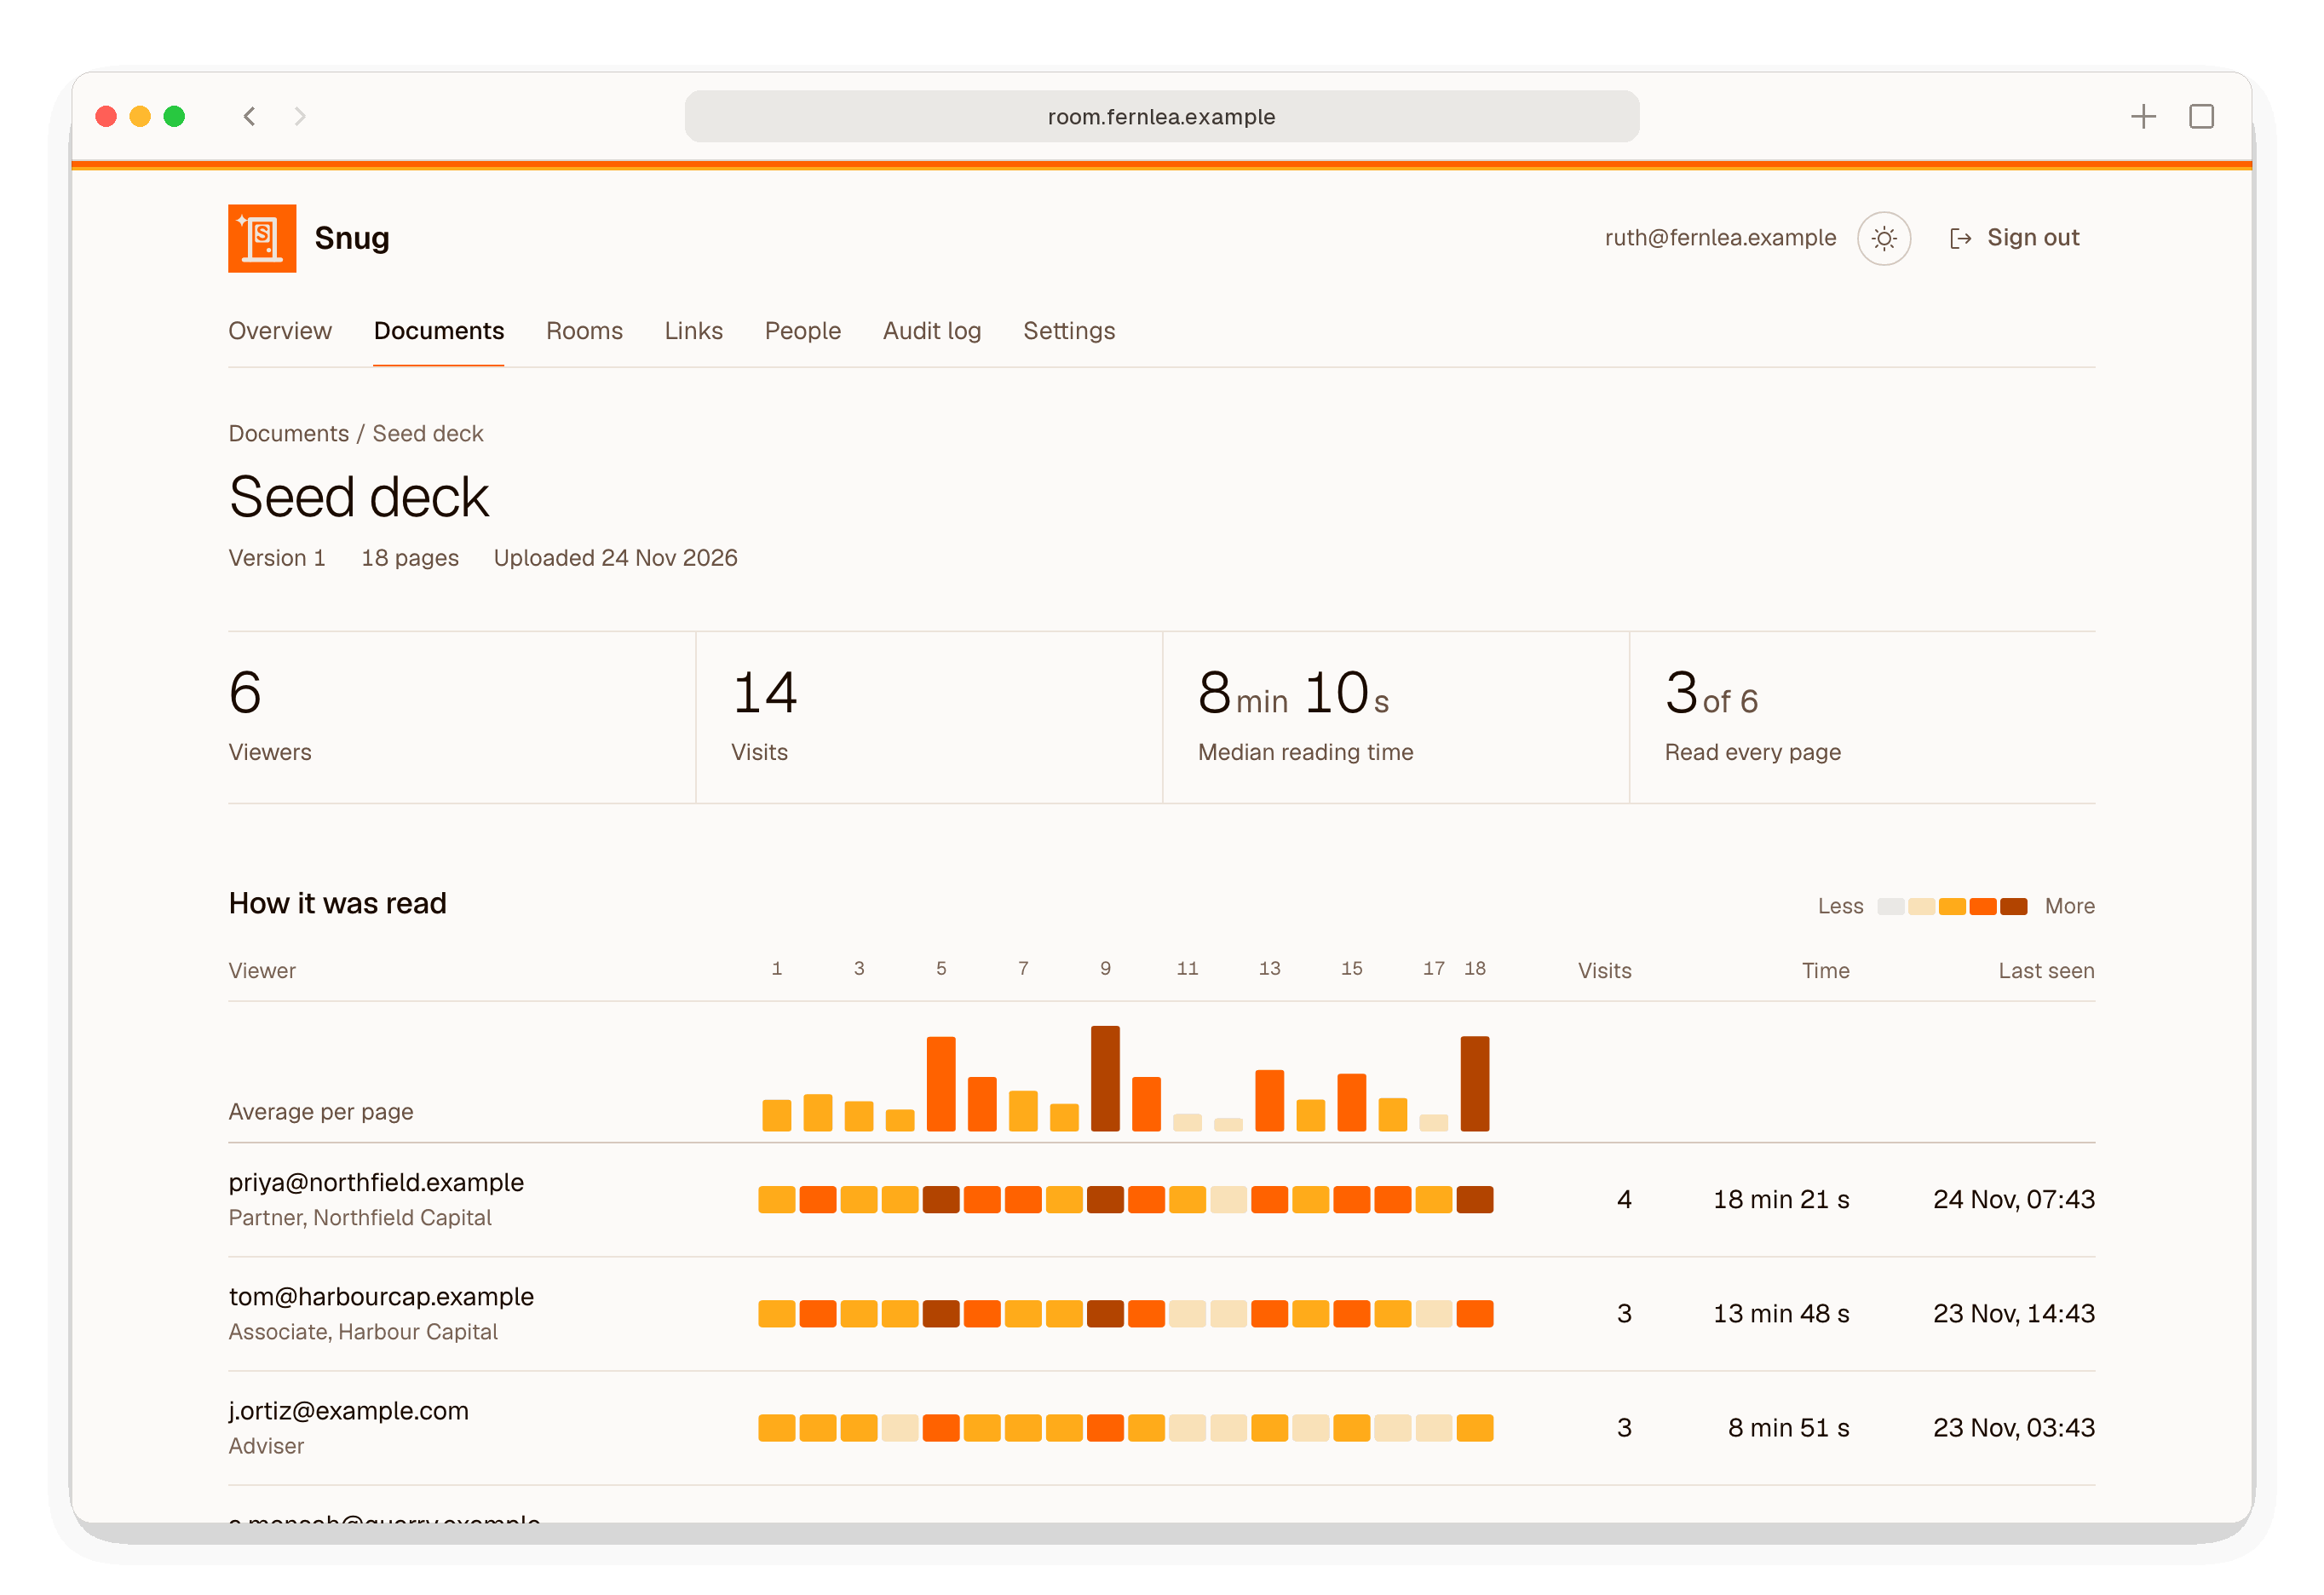 room.fernlea.example
Snug
ruth@fernlea.example
Sign out
Overview Documents Rooms Links People Audit log Settings
Documents / Seed deck
Seed deck
Version 1 18 pages Uploaded 24 Nov 2026
6 14 8 min 10 s 3 of 6
Viewers Visits Median reading time Read every page
How it was read Less More
Viewer 1 3 5 7 9 11 13 15 17 18 Visits Time Last seen
Average per page
priya@northfield.example
Partner, Northfield Capital
4 18 min 21 s 24 Nov, 07:43
tom@harbourcap.example
Associate, Harbour Capital
3 13 min 48 s 23 Nov, 14:43
j.ortiz@example.com
Adviser
3 8 min 51 s 23 Nov, 03:43